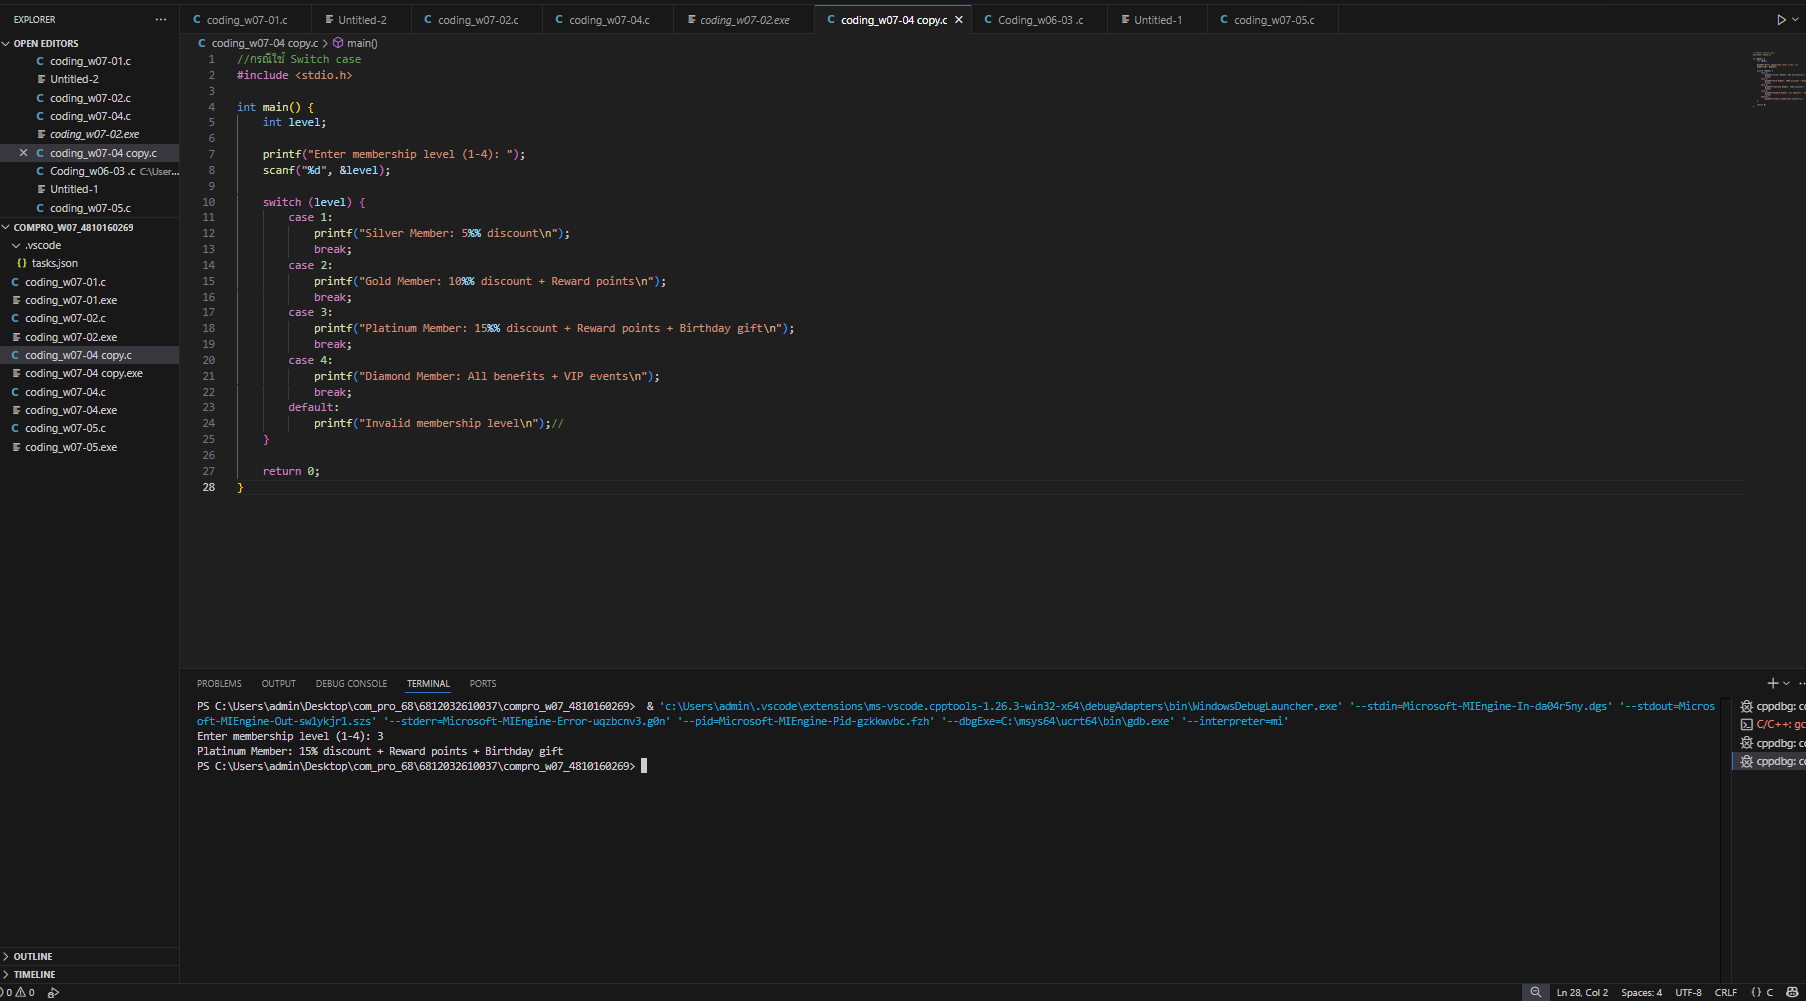 EXPLORER
OPEN EDITORS
coding_w07-01.c
Untitled-2
coding_w07-02.c
coding_w07-04.c
coding_w07-02.exe
coding_w07-04 copy.c
Coding_w06-03 .c C:\User...
Untitled-1
coding_w07-05.c
COMPRO_W07_4810160269
.vscode
tasks.json
coding_w07-01.c
coding_w07-01.exe
coding_w07-02.c
coding_w07-02.exe
coding_w07-04 copy.c
coding_w07-04 copy.exe
coding_w07-04.c
coding_w07-04.exe
coding_w07-05.c
coding_w07-05.exe
OUTLINE
TIMELINE
coding_w07-01.c Untitled-2 coding_w07-02.c coding_w07-04.c coding_w07-02.exe coding_w07-04 copy.c Coding_w06-03 .c Untitled-1 coding_w07-05.c
coding_w07-04 copy.c > main()
1 //กรณีใช้ Switch case
2 #include <stdio.h>
3
4 int main() {
5 int level;
6
7 printf("Enter membership level (1-4): ");
8 scanf("%d", &level);
9
10 switch (level) {
11 case 1:
12 printf("Silver Member: 5%% discount\n");
13 break;
14 case 2:
15 printf("Gold Member: 10%% discount + Reward points\n");
16 break;
17 case 3:
18 printf("Platinum Member: 15%% discount + Reward points + Birthday gift\n");
19 break;
20 case 4:
21 printf("Diamond Member: All benefits + VIP events\n");
22 break;
23 default:
24 printf("Invalid membership level\n");//
25 }
26
27 return 0;
28 }
PROBLEMS OUTPUT DEBUG CONSOLE TERMINAL PORTS
PS C:\Users\admin\Desktop\com_pro_68\6812032610037\compro_w07_4810160269> & 'c:\Users\admin\.vscode\extensions\ms-vscode.cpptools-1.26.3-win32-x64\debugAdapters\bin\WindowsDebugLauncher.exe' '--stdin=Microsoft-MIEngine-In-da04r5ny.dgs' '--stdout=Micros
oft-MIEngine-Out-sw1ykjr1.szs' '--stderr=Microsoft-MIEngine-Error-uqzbcnv3.g0n' '--pid=Microsoft-MIEngine-Pid-gzkkwvbc.fzh' '--dbgExe=C:\msys64\ucrt64\bin\gdb.exe' '--interpreter=mi'
Enter membership level (1-4): 3
Platinum Member: 15% discount + Reward points + Birthday gift
PS C:\Users\admin\Desktop\com_pro_68\6812032610037\compro_w07_4810160269>
cppdbg: co
C/C++: gc
cppdbg: co
cppdbg: co
0 0
Ln 28, Col 2 Spaces: 4 UTF-8 CRLF {} C